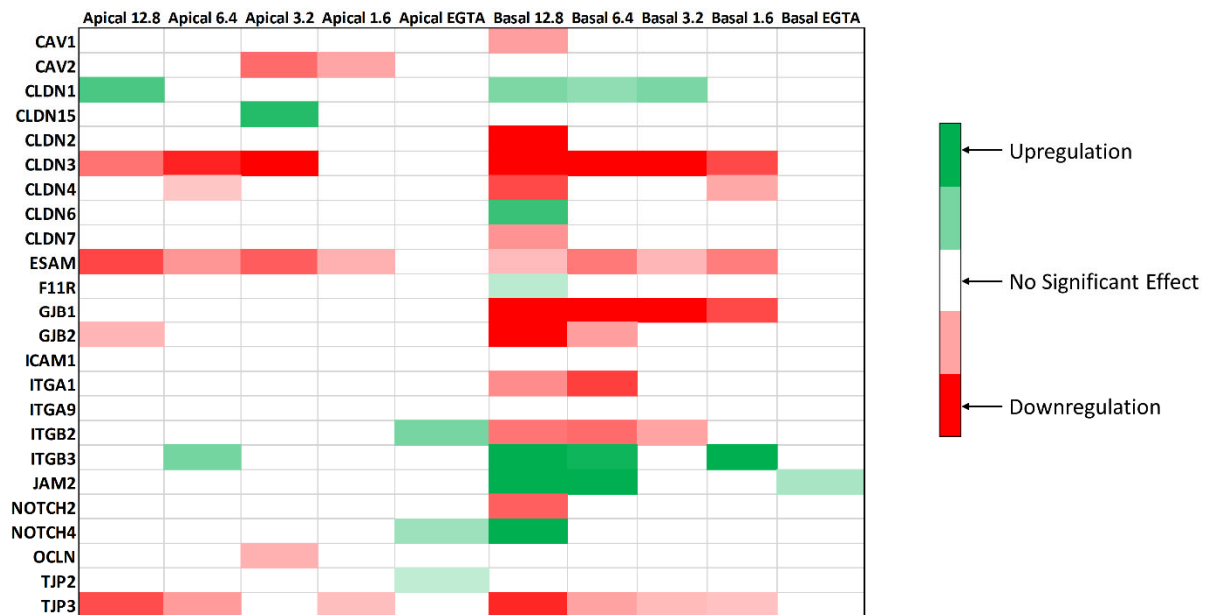 Apical 12.8 Apical 6.4 Apical 3.2 Apical 1.6 Apical EGTA Basal 12.8 Basal 6.4 Basal 3.2 Basal 1.6 Basal EGTA
CAV1
CAV2
CLDN1
CLDN15
CLDN2
CLDN3
CLDN4
CLDN6
CLDN7
ESAM
F11R
GJB1
GJB2
ICAM1
ITGA1
ITGA9
ITGB2
ITGB3
JAM2
NOTCH2
NOTCH4
OCLN
TJP2
TJP3
Upregulation
No Significant Effect
Downregulation